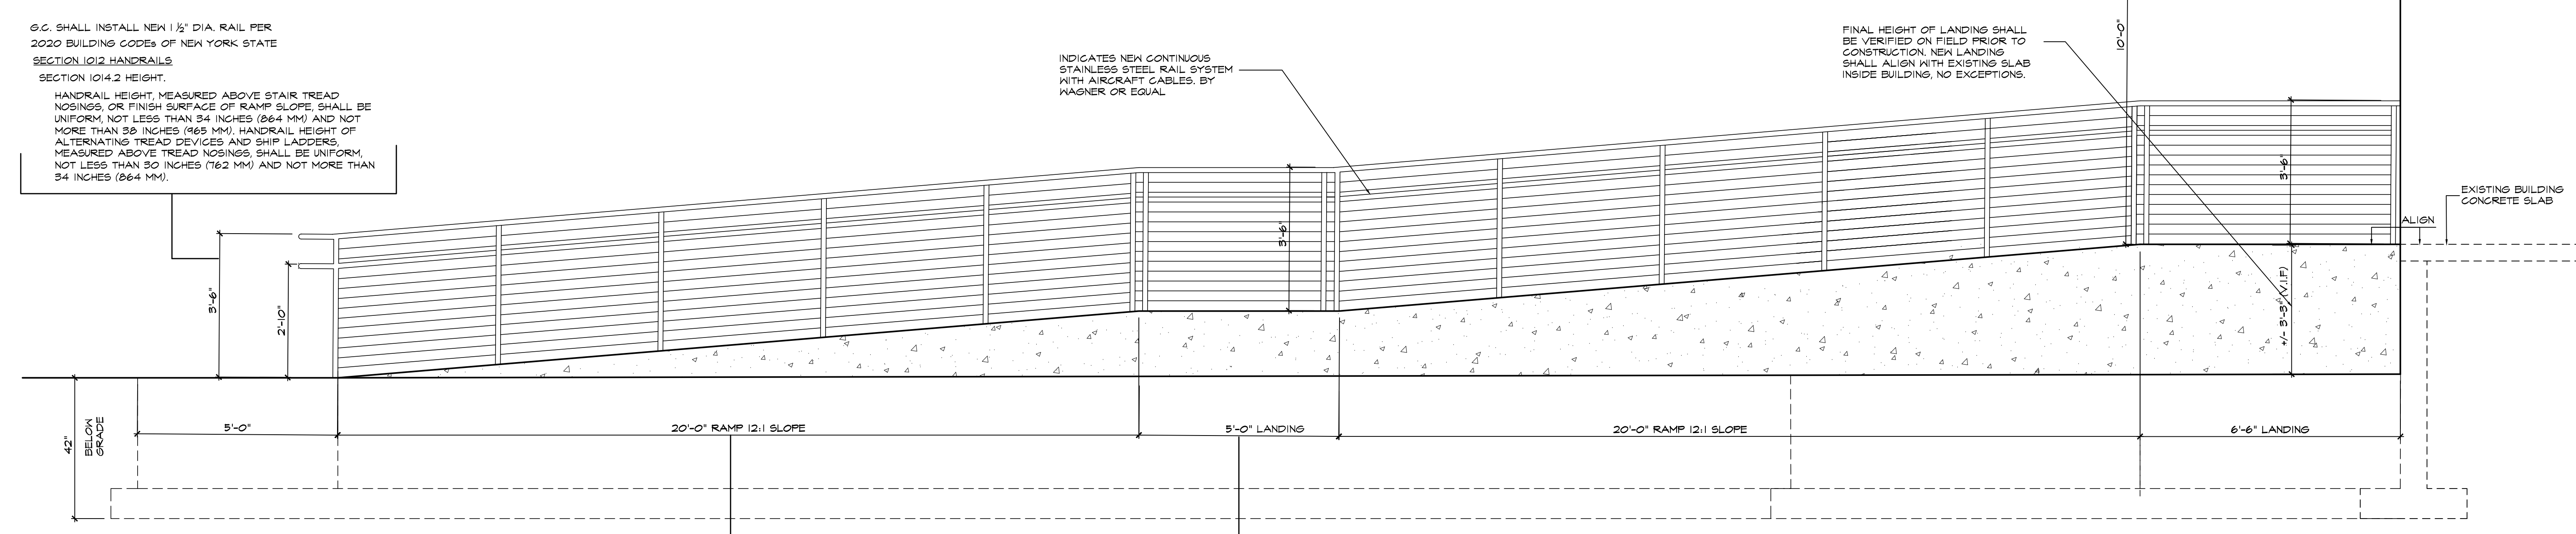 G.C. SHALL INSTALL NEW 1 ½" DIA. RAIL PER
2020 BUILDING CODEs OF NEW YORK STATE
SECTION 1012 HANDRAILS
SECTION 1014.2 HEIGHT.
HANDRAIL HEIGHT, MEASURED ABOVE STAIR TREAD
NOSINGS, OR FINISH SURFACE OF RAMP SLOPE, SHALL BE
UNIFORM, NOT LESS THAN 34 INCHES (864 MM) AND NOT
MORE THAN 38 INCHES (965 MM). HANDRAIL HEIGHT OF
ALTERNATING TREAD DEVICES AND SHIP LADDERS,
MEASURED ABOVE TREAD NOSINGS, SHALL BE UNIFORM,
NOT LESS THAN 30 INCHES (762 MM) AND NOT MORE THAN
34 INCHES (864 MM).
INDICATES NEW CONTINUOUS
STAINLESS STEEL RAIL SYSTEM
WITH AIRCRAFT CABLES. BY
WAGNER OR EQUAL
FINAL HEIGHT OF LANDING SHALL
BE VERIFIED ON FIELD PRIOR TO
CONSTRUCTION. NEW LANDING
SHALL ALIGN WITH EXISTING SLAB
INSIDE BUILDING, NO EXCEPTIONS.
10'-0"
EXISTING BUILDING
CONCRETE SLAB
ALIGN
3'-6"
2'-10"
3'-6"
3'-6"
+/- 3'-3" (V.I.F)
42"
BELOW
GRADE
5'-0"
20'-0" RAMP 12:1 SLOPE
5'-0" LANDING
20'-0" RAMP 12:1 SLOPE
6'-6" LANDING